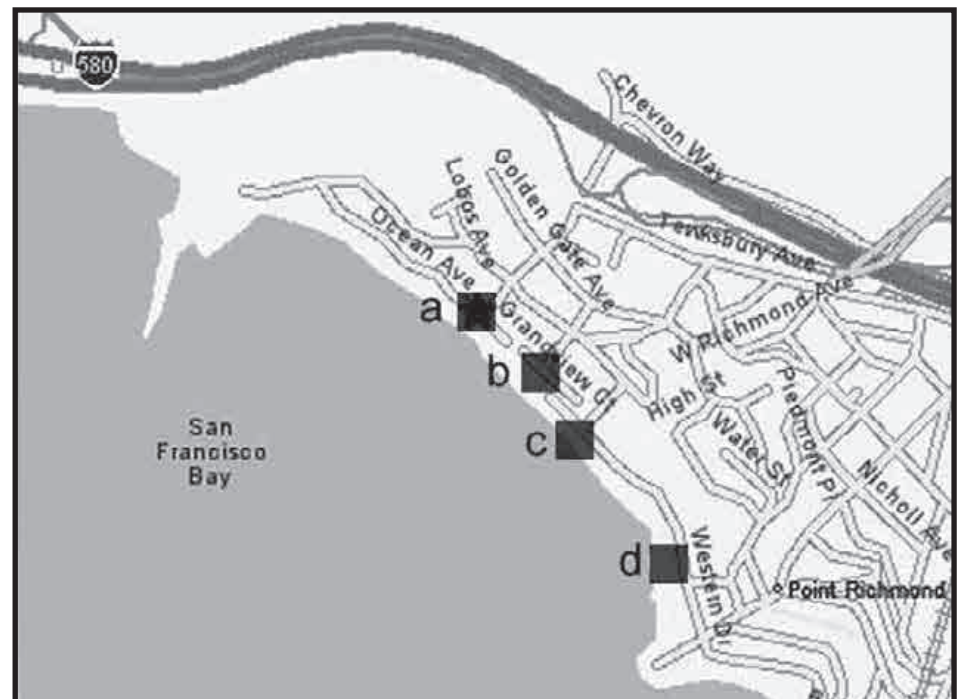 580
Chevron Way
Golden Gate Ave
Lobos Ave
Tewksbury Ave
Ocean Ave
a
Grandview Ct
W Richmond Ave
b
High St
Piedmont Pl
c
Water St
San
Francisco
Bay
Nicholl Ave
d
Western Dr
Point Richmond